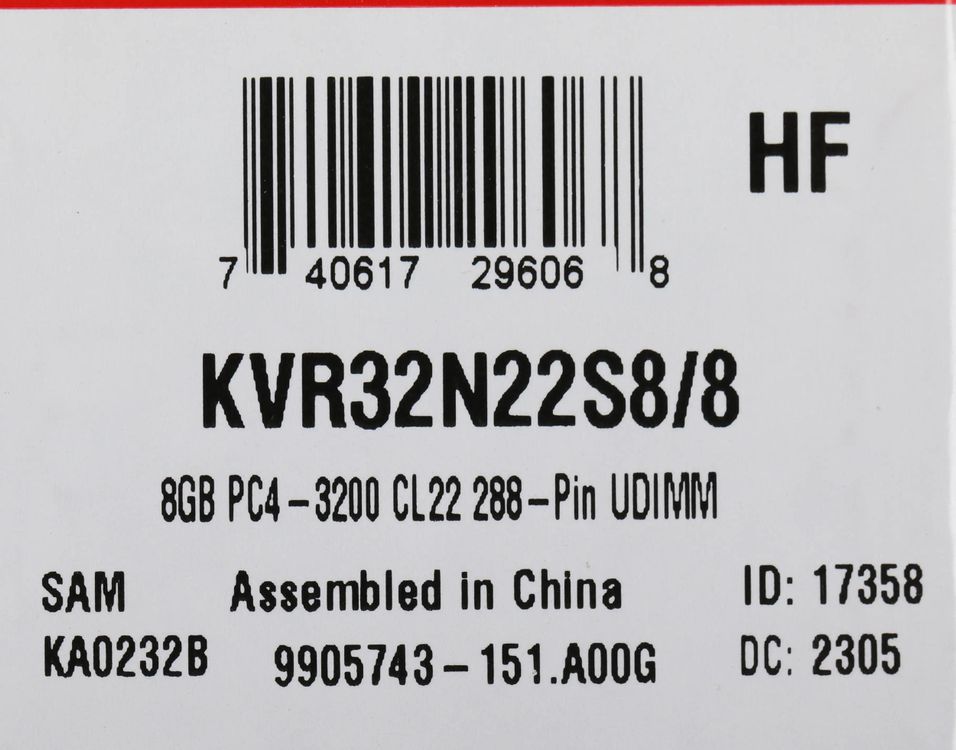 HF
7 40617 29606 8
KVR32N22S8/8
8GB PC4-3200 CL22 288-Pin UDIMM
SAM Assembled in China ID: 17358
KA0232B 9905743-151.A00G DC: 2305